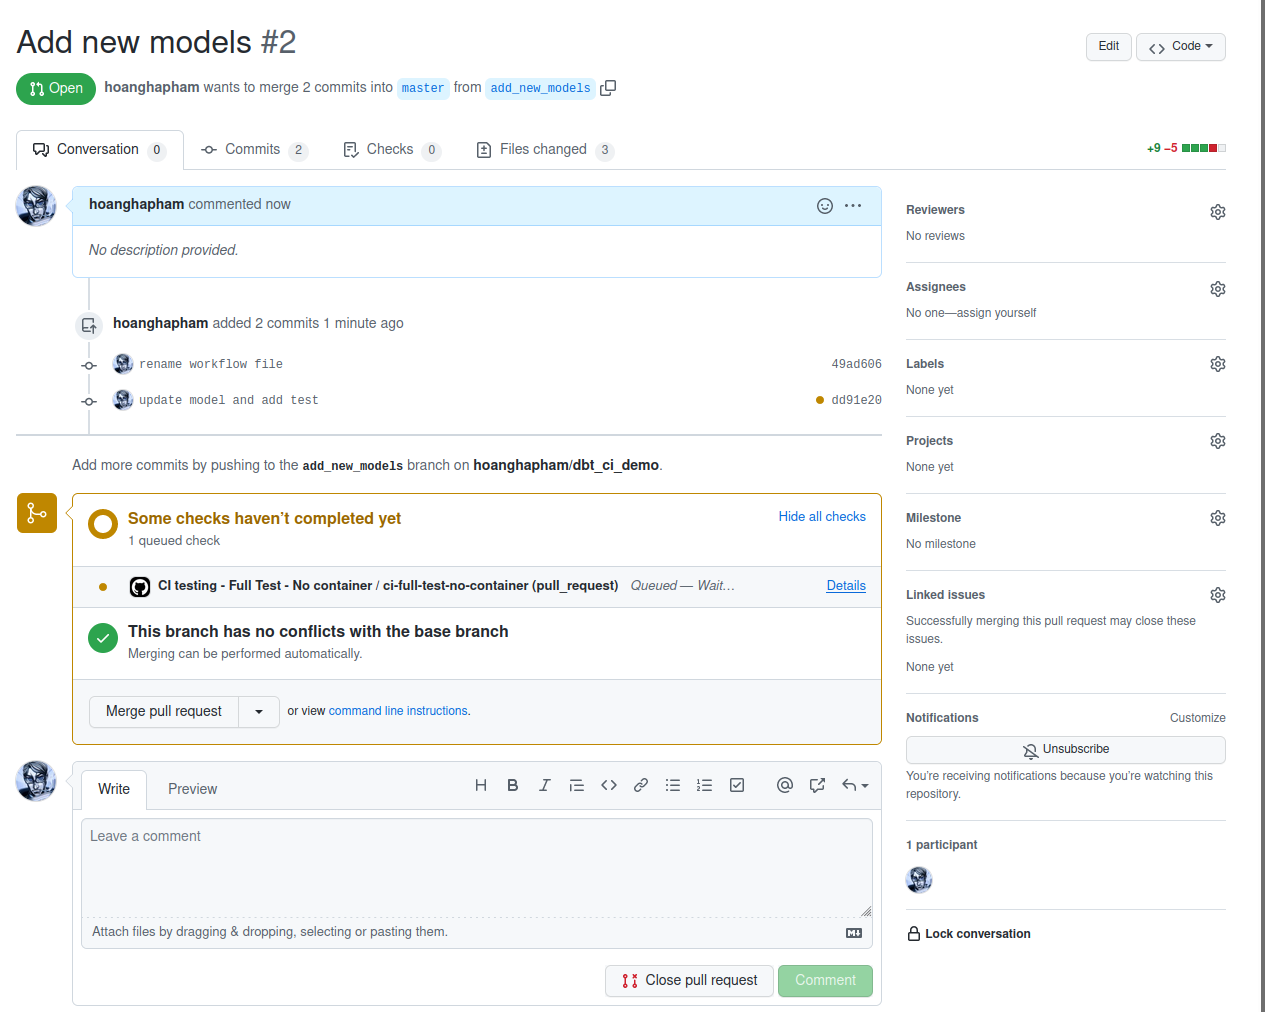 Add new models #2
Edit
Code
Open
hoanghapham wants to merge 2 commits into master from add_new_models
Conversation 0
Commits 2
Checks 0
Files changed 3
+9 −5
hoanghapham commented now
No description provided.
hoanghapham added 2 commits 1 minute ago
rename workflow file 49ad606
update model and add test dd91e20
Add more commits by pushing to the add_new_models branch on hoanghapham/dbt_ci_demo.
Some checks haven’t completed yet
Hide all checks
1 queued check
CI testing - Full Test - No container / ci-full-test-no-container (pull_request) Queued — Wait…
Details
This branch has no conflicts with the base branch
Merging can be performed automatically.
Merge pull request
or view command line instructions.
Write
Preview
Leave a comment
Attach files by dragging & dropping, selecting or pasting them.
Close pull request
Comment
Reviewers
No reviews
Assignees
No one—assign yourself
Labels
None yet
Projects
None yet
Milestone
No milestone
Linked issues
Successfully merging this pull request may close these
issues.
None yet
Notifications
Customize
Unsubscribe
You’re receiving notifications because you’re watching this
repository.
1 participant
Lock conversation